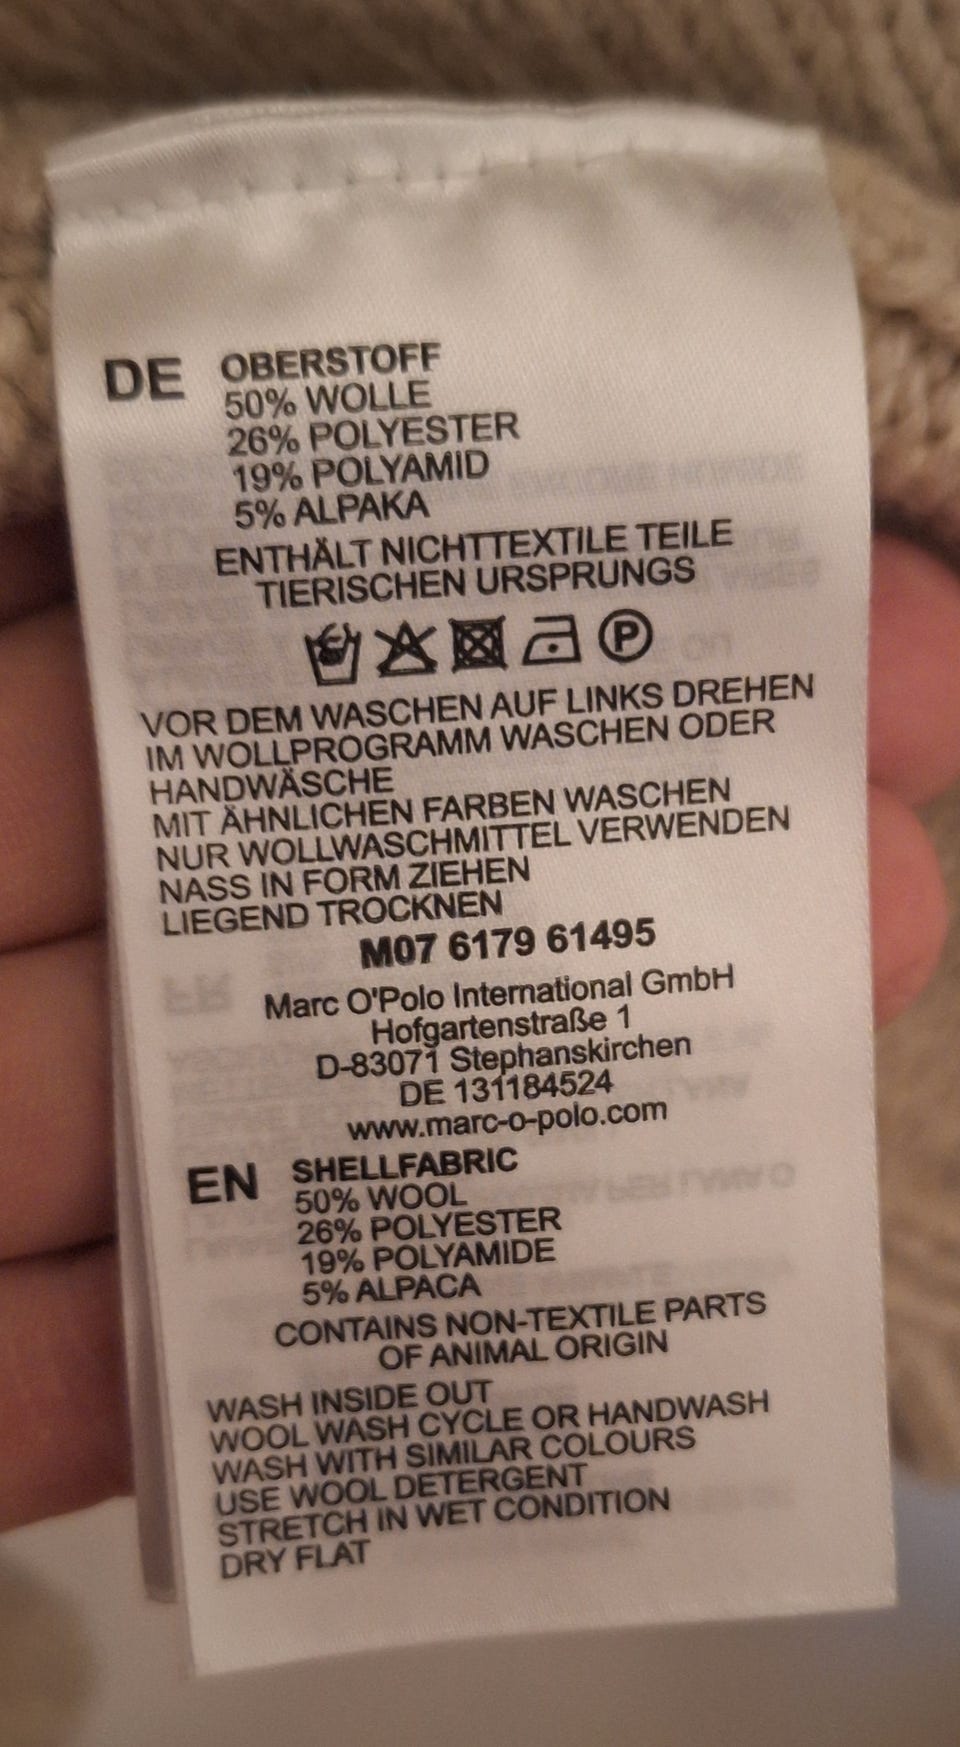 DE OBERSTOFF
50% WOLLE
26% POLYESTER
19% POLYAMID
5% ALPAKA
ENTHÄLT NICHTTEXTILE TEILE
TIERISCHEN URSPRUNGS
P
VOR DEM WASCHEN AUF LINKS DREHEN
IM WOLLPROGRAMM WASCHEN ODER
HANDWÄSCHE
MIT ÄHNLICHEN FARBEN WASCHEN
NUR WOLLWASCHMITTEL VERWENDEN
NASS IN FORM ZIEHEN
LIEGEND TROCKNEN
M07 6179 61495
Marc O'Polo International GmbH
Hofgartenstraße 1
D-83071 Stephanskirchen
DE 131184524
www.marc-o-polo.com
EN SHELLFABRIC
50% WOOL
26% POLYESTER
19% POLYAMIDE
5% ALPACA
CONTAINS NON-TEXTILE PARTS
OF ANIMAL ORIGIN
WASH INSIDE OUT
WOOL WASH CYCLE OR HANDWASH
WASH WITH SIMILAR COLOURS
USE WOOL DETERGENT
STRETCH IN WET CONDITION
DRY FLAT